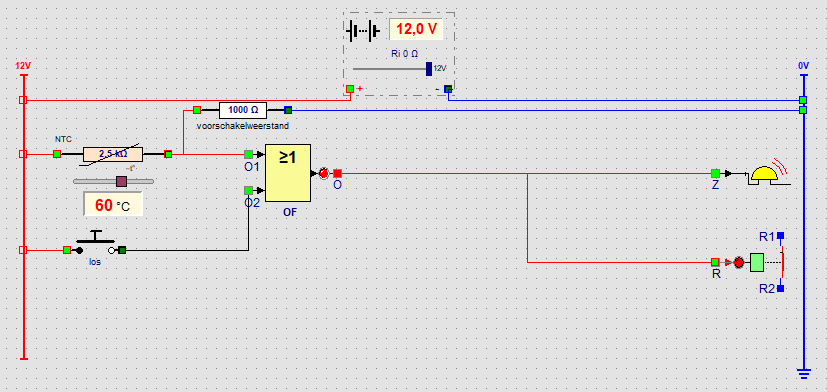 12,0 V
Ri 0 Ω
12V
+ -
12V
0V
1000 Ω
voorschakelweerstand
NTC
2,5 kΩ
-t°
60 °C
≥1
O1
O2
OF
O
Z
los
R1
R
R2